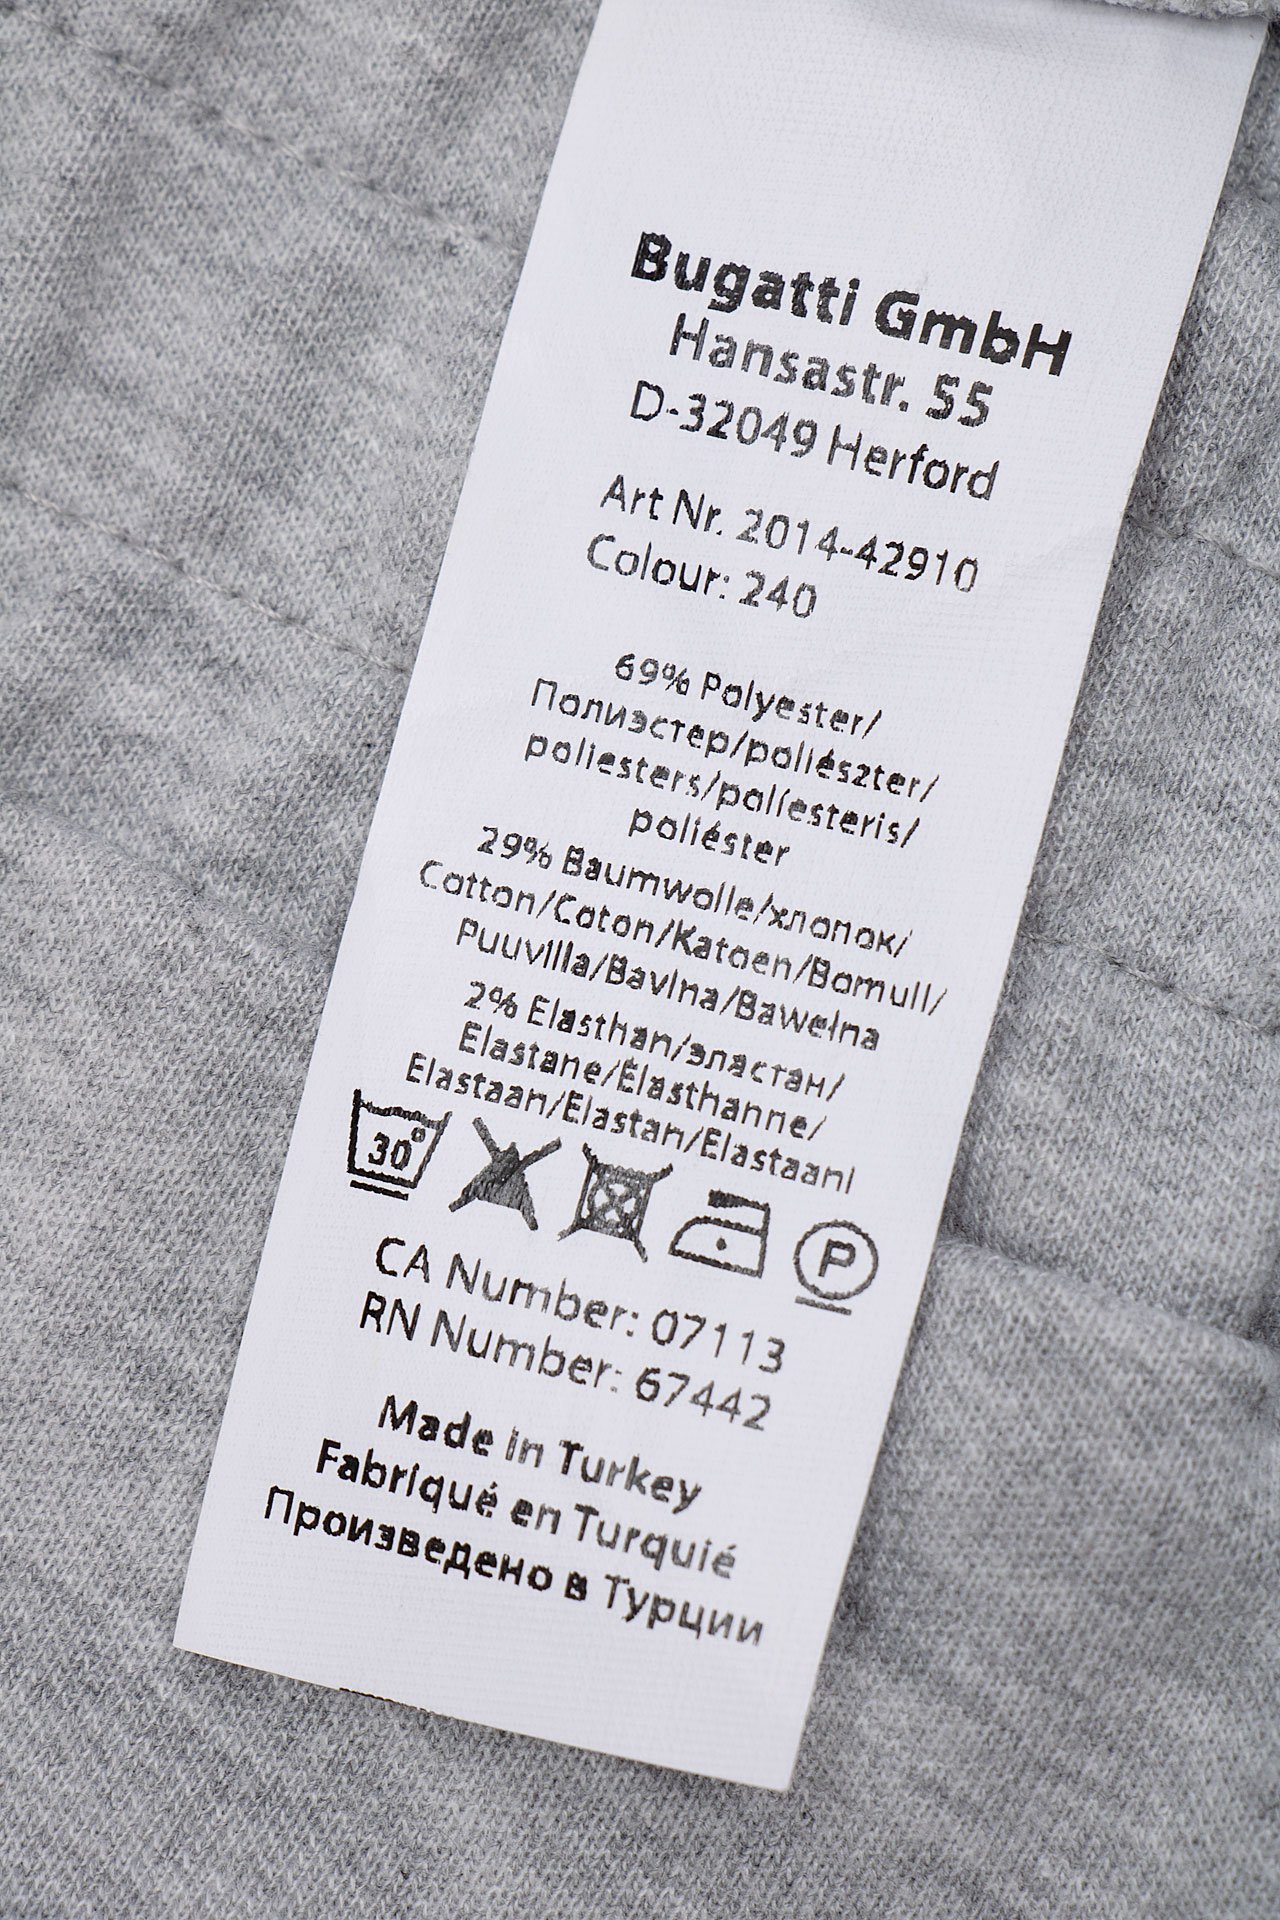 Bugatti GmbH
Hansastr. 55
D-32049 Herford
Art Nr. 2014-42910
Colour: 240
69% Polyester/
Полиэстер/poliészter/
poliesters/poliesteris/
poliéster
29% Baumwolle/хлопок/
Cotton/Coton/Katoen/Bomull/
Puuvilla/Bavlna/Bawełna
2% Elasthan/эластан/
Elastane/Élasthanne/
Elastaan/Elastan/Elastaani
30°
P
CA Number: 07113
RN Number: 67442
Made in Turkey
Fabriqué en Turquié
Произведено в Турции